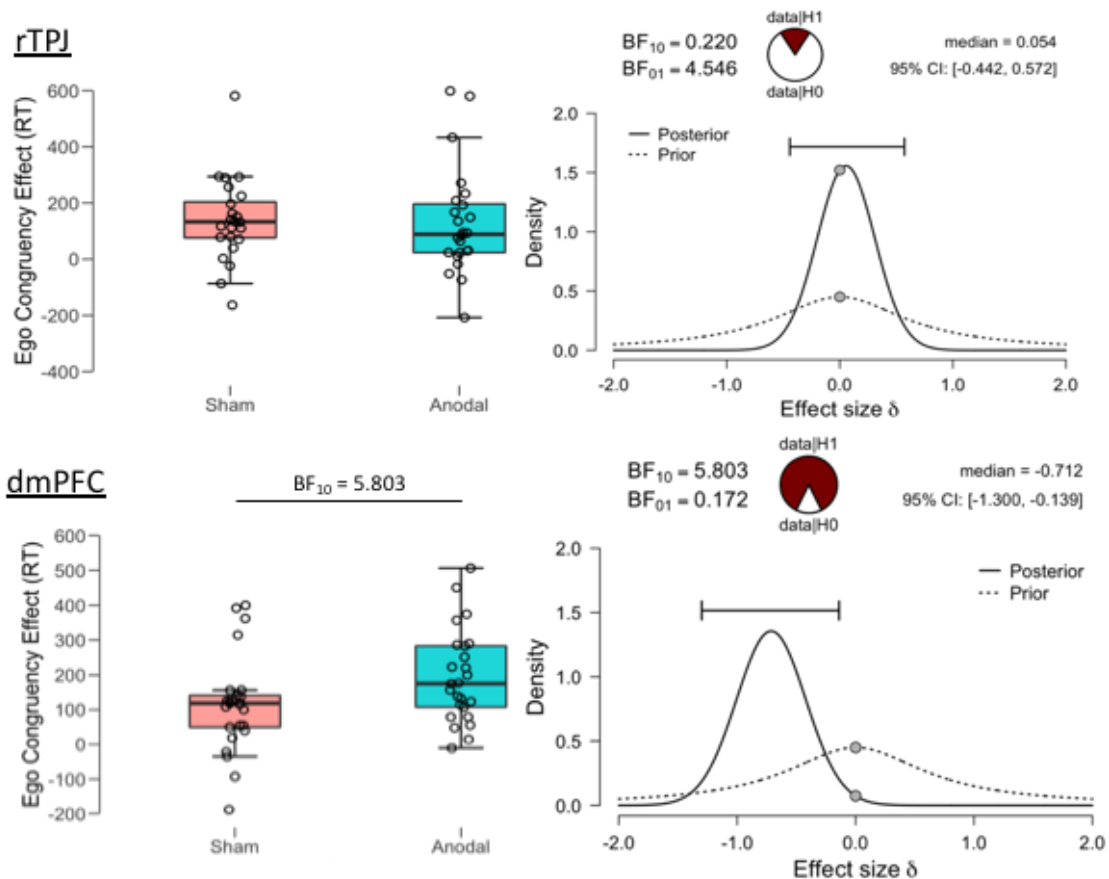 rTPJ
data|H1
BF10 = 0.220
median = 0.054
BF01 = 4.546
95% CI: [-0.442, 0.572]
data|H0
Ego Congruency Effect (RT)
600
400
200
0
-200
-400
Sham
Anodal
Posterior
Prior
Density
2.0
1.5
1.0
0.5
0.0
-2.0 -1.0 0.0 1.0 2.0
Effect size δ
dmPFC
BF10 = 5.803
data|H1
BF10 = 5.803
median = -0.712
BF01 = 0.172
95% CI: [-1.300, -0.139]
data|H0
Ego Congruency Effect (RT)
600
500
400
300
200
100
0
-100
-200
Sham
Anodal
Posterior
Prior
Density
2.0
1.5
1.0
0.5
0.0
-2.0 -1.0 0.0 1.0 2.0
Effect size δ